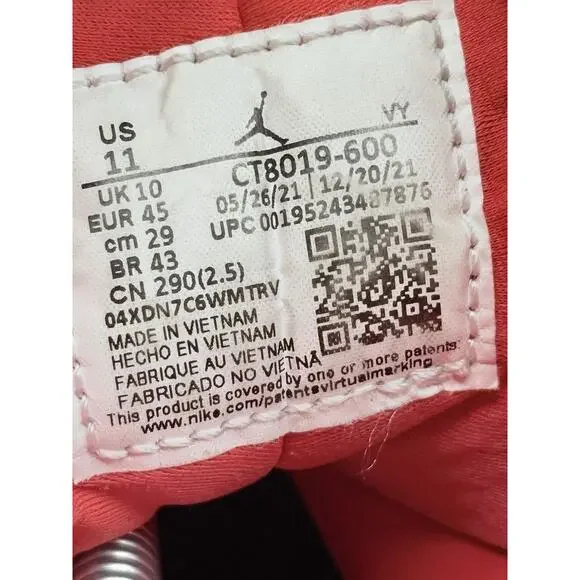 US
11
UK 10
EUR 45
cm 29
BR 43
CN 290(2.5)
04XDN7C6WMTRV
VY
CT8019-600
05/26/21 | 12/20/21
UPC 00195243487876
MADE IN VIETNAM
HECHO EN VIETNAM
FABRIQUE AU VIETNAM
FABRICADO NO VIETNÃ
This product is covered by one or more patents:
www.nike.com/patentsvirtualmarking